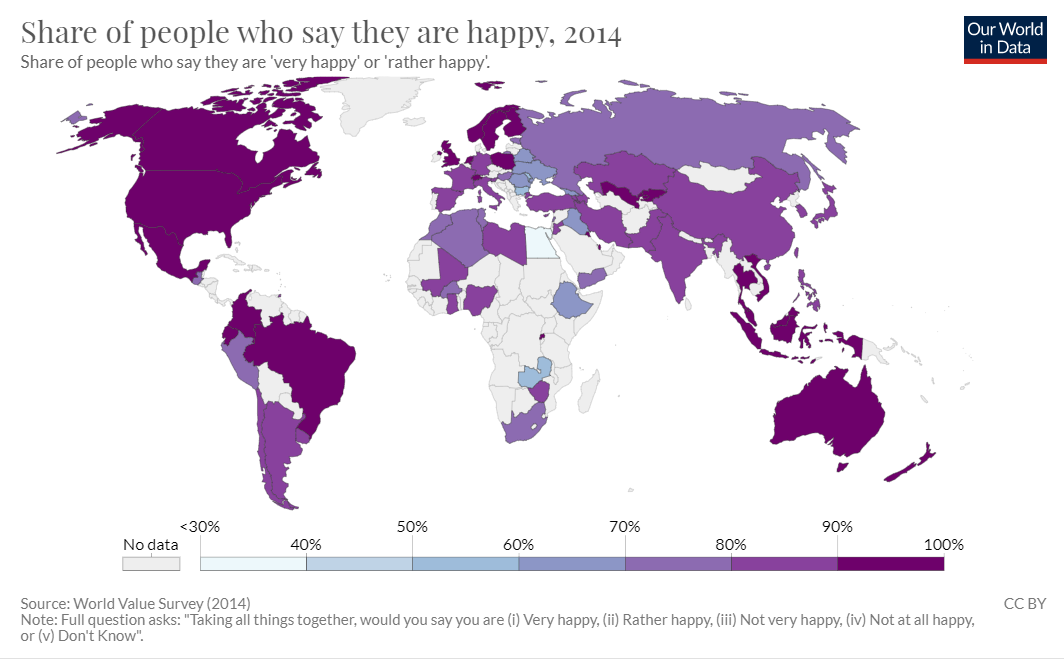 Share of people who say they are happy, 2014
Share of people who say they are 'very happy' or 'rather happy'.
Our World
in Data
<30%
50%
70%
90%
No data
40%
60%
80%
100%
Source: World Value Survey (2014)
CC BY
Note: Full question asks: "Taking all things together, would you say you are (i) Very happy, (ii) Rather happy, (iii) Not very happy, (iv) Not at all happy,
or (v) Don't Know".